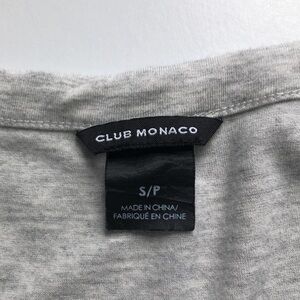 CLUB MONACO
S/P
MADE IN CHINA/
FABRIQUÉ EN CHINE